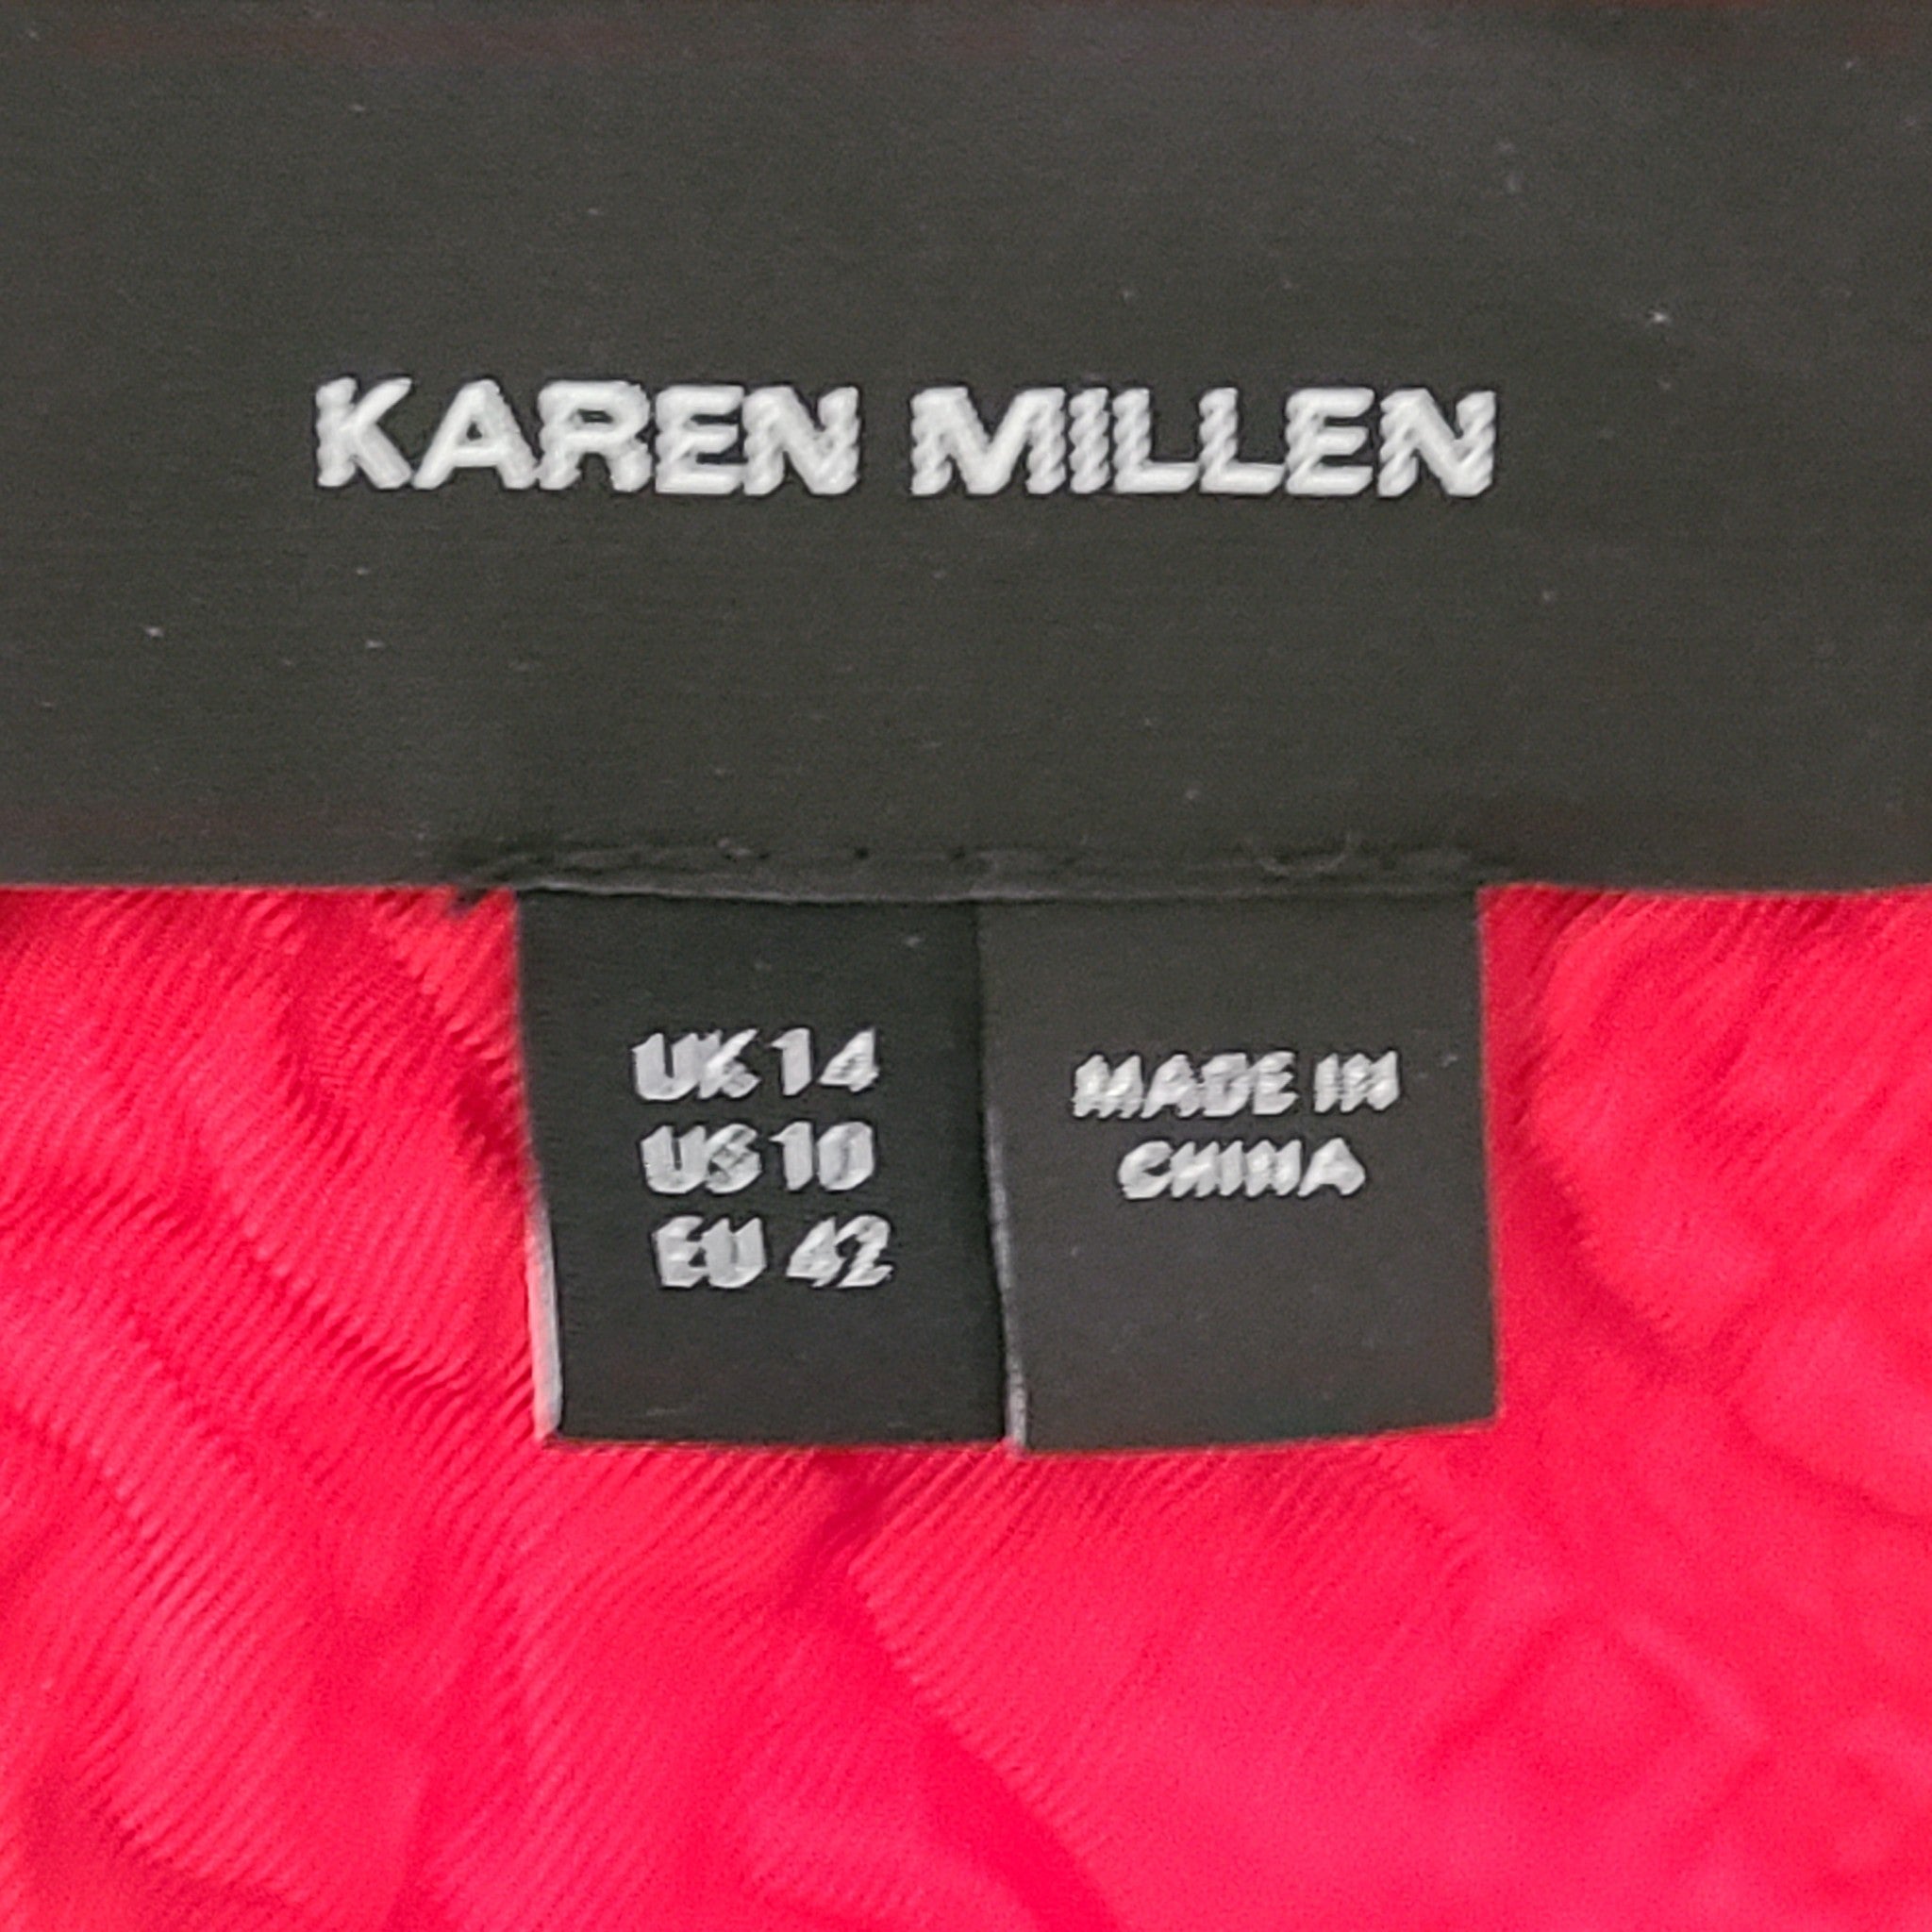 KAREN MILLEN
UK 14
US 10
EU 42
MADE IN
CHINA